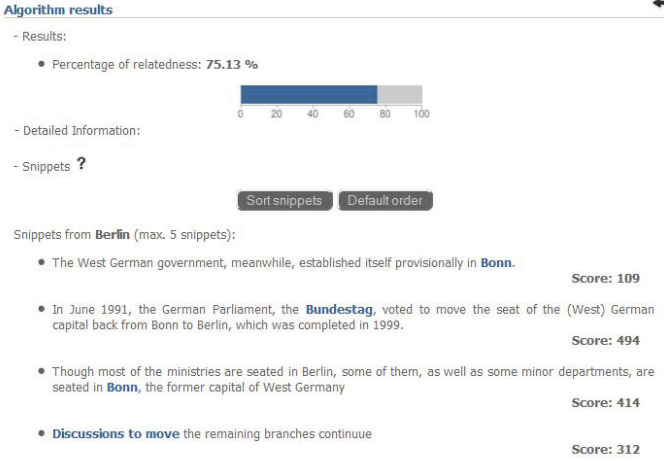 Algorithm results
- Results:
• Percentage of relatedness: 75.13 %
0 20 40 60 80 100
- Detailed Information:
- Snippets ?
Sort snippets Default order
Snippets from Berlin (max. 5 snippets):
• The West German government, meanwhile, established itself provisionally in Bonn.
Score: 109
• In June 1991, the German Parliament, the Bundestag, voted to move the seat of the (West) German
capital back from Bonn to Berlin, which was completed in 1999.
Score: 494
• Though most of the ministries are seated in Berlin, some of them, as well as some minor departments, are
seated in Bonn, the former capital of West Germany
Score: 414
• Discussions to move the remaining branches continuue
Score: 312